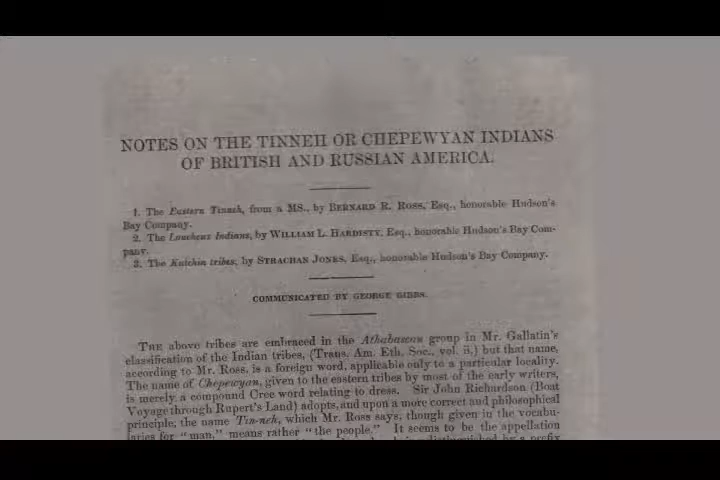 NOTES ON THE TINNEH OR CHEPEWYAN INDIANS
OF BRITISH AND RUSSIAN AMERICA.
1. The Eastern Tinneh, from a MS., by BERNARD R. ROSS, Esq., honorable Hudson's
Bay Company.
2. The Loucheux Indians, by WILLIAM L. HARDISTY, Esq., honorable Hudson's Bay Com-
pany.
3. The Kutchin tribes, by STRACHAN JONES, Esq., honorable Hudson's Bay Company.
COMMUNICATED BY GEORGE GIBBS.
THE above tribes are embraced in the Athabascan group in Mr. Gallatin's
classification of the Indian tribes, (Trans. Am. Eth. Soc., vol. ii,) but that name,
according to Mr. Ross, is a foreign word, applicable only to a particular locality.
The name of Chepewyan, given to the eastern tribes by most of the early writers,
is merely a compound Cree word relating to dress. Sir John Richardson (Boat
Voyage through Rupert's Land) adopts, and upon a more correct and philosophical
principle, the name Tin-neh, which Mr. Ross says, though given in the vocabu-
laries for "man," means rather "the people." It seems to be the appellation
by a prefix